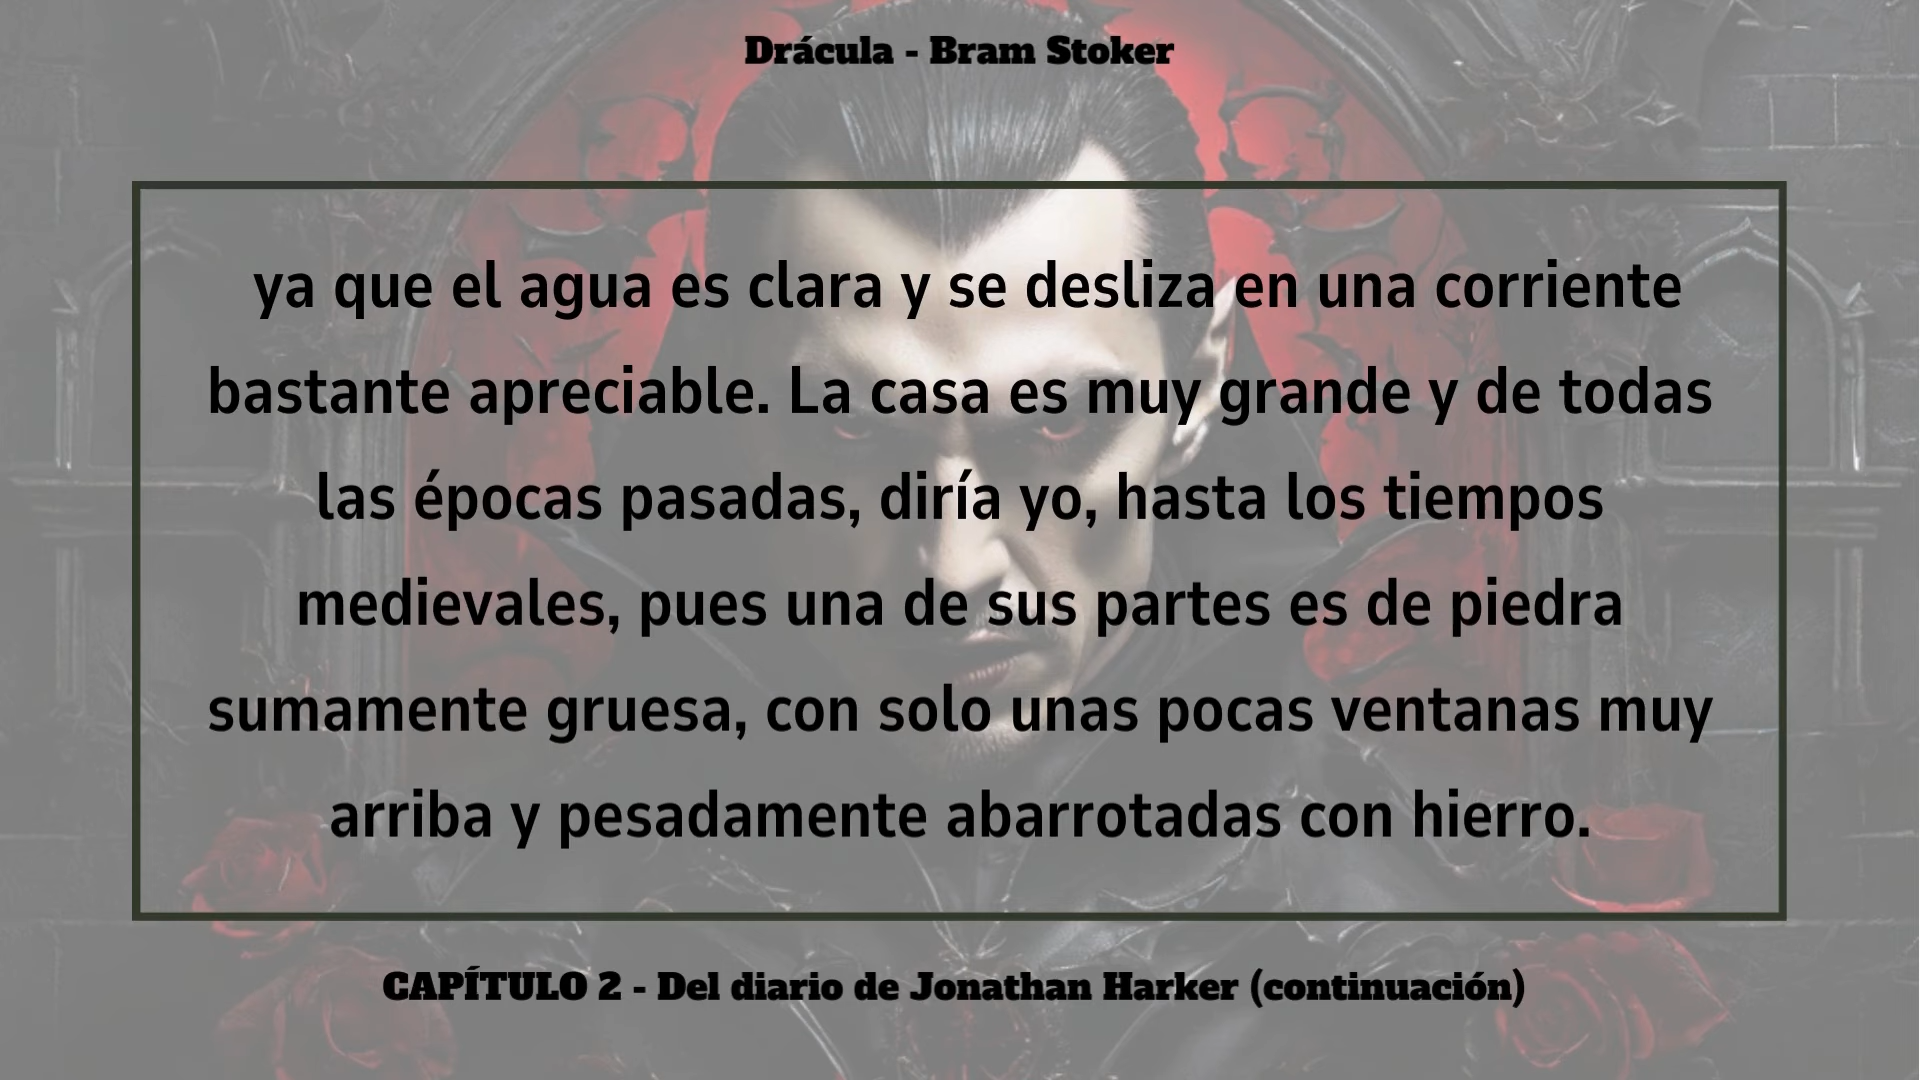 Drácula - Bram Stoker
ya que el agua es clara y se desliza en una corriente
bastante apreciable. La casa es muy grande y de todas
las épocas pasadas, diría yo, hasta los tiempos
medievales, pues una de sus partes es de piedra
sumamente gruesa, con solo unas pocas ventanas muy
arriba y pesadamente abarrotadas con hierro.
CAPÍTULO 2 - Del diario de Jonathan Harker (continuación)